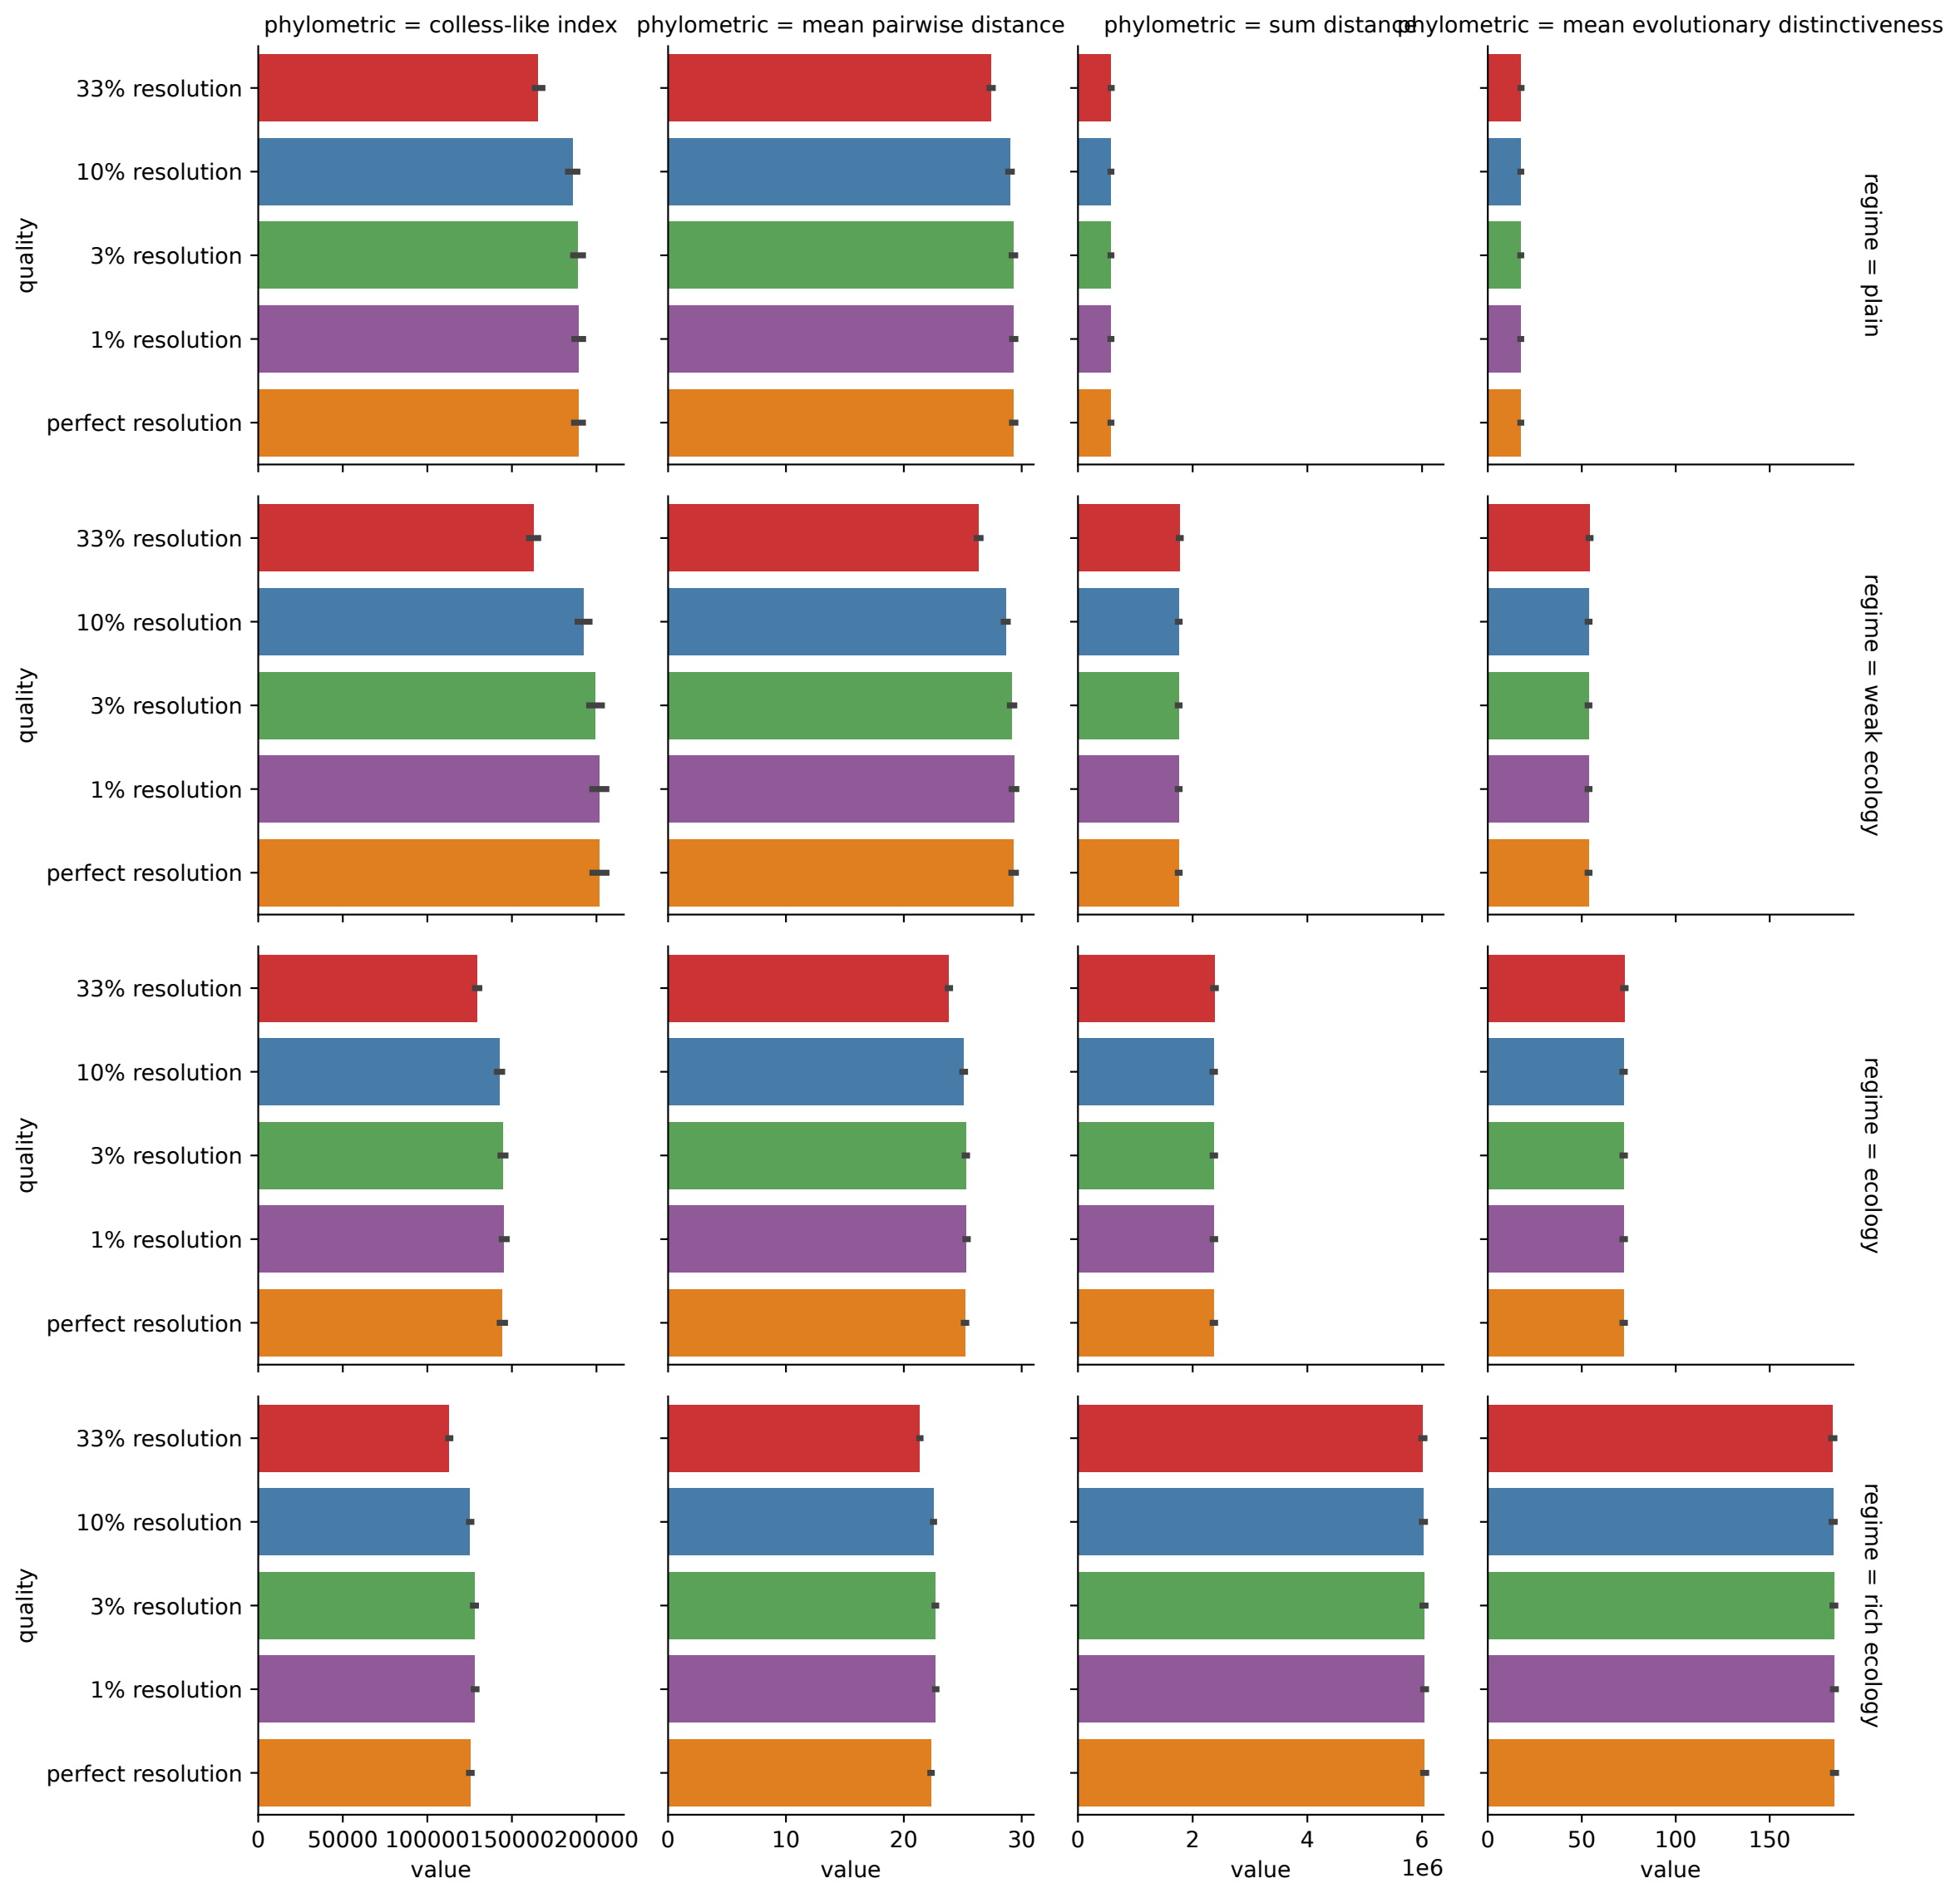 phylometric = colless-like index
phylometric = mean pairwise distance
phylometric = sum distance
phylometric = mean evolutionary distinctiveness
quality
33% resolution
10% resolution
3% resolution
1% resolution
perfect resolution
regime = plain
quality
33% resolution
10% resolution
3% resolution
1% resolution
perfect resolution
regime = weak ecology
quality
33% resolution
10% resolution
3% resolution
1% resolution
perfect resolution
regime = ecology
quality
33% resolution
10% resolution
3% resolution
1% resolution
perfect resolution
regime = rich ecology
0 50000 100000 150000 200000
value
0 10 20 30
value
0 2 4 6
1e6
value
0 50 100 150
value